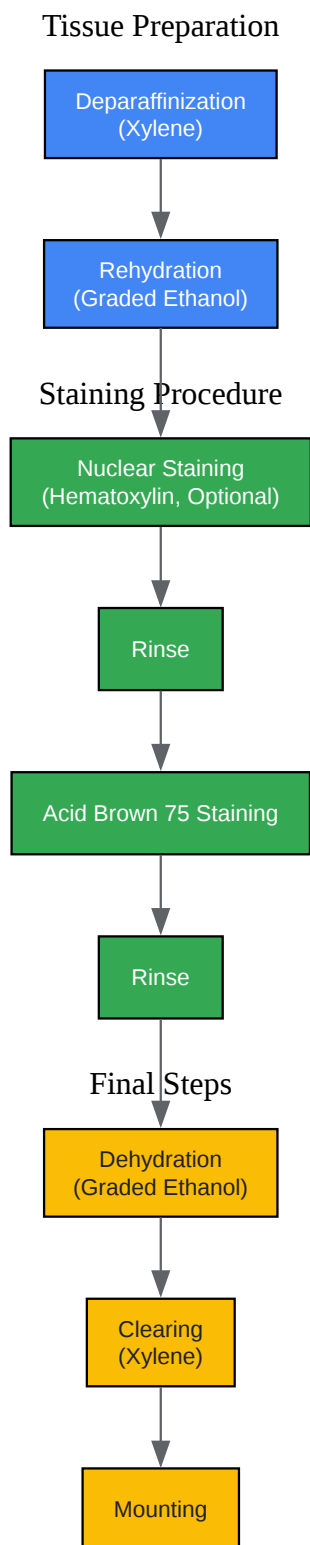 Tissue Preparation
Deparaffinization
(Xylene)
Rehydration
(Graded Ethanol)
Staining Procedure
Nuclear Staining
(Hematoxylin, Optional)
Rinse
Acid Brown 75 Staining
Rinse
Final Steps
Dehydration
(Graded Ethanol)
Clearing
(Xylene)
Mounting